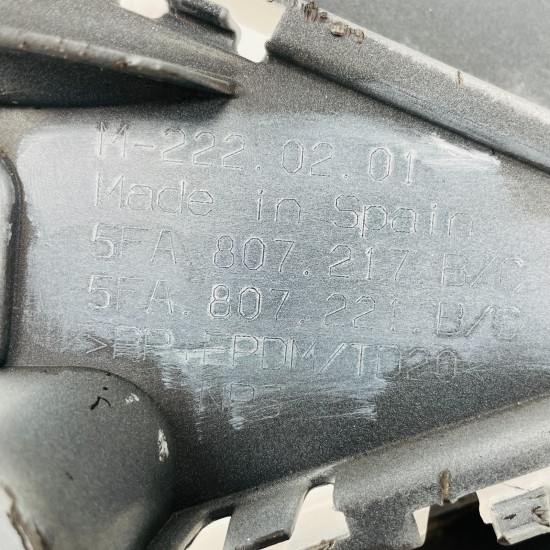 M-222.02.01
Made in Spain
5FA.807.217.B/C
5FA.807.221.B/C
>PP+EPDM/TD20<